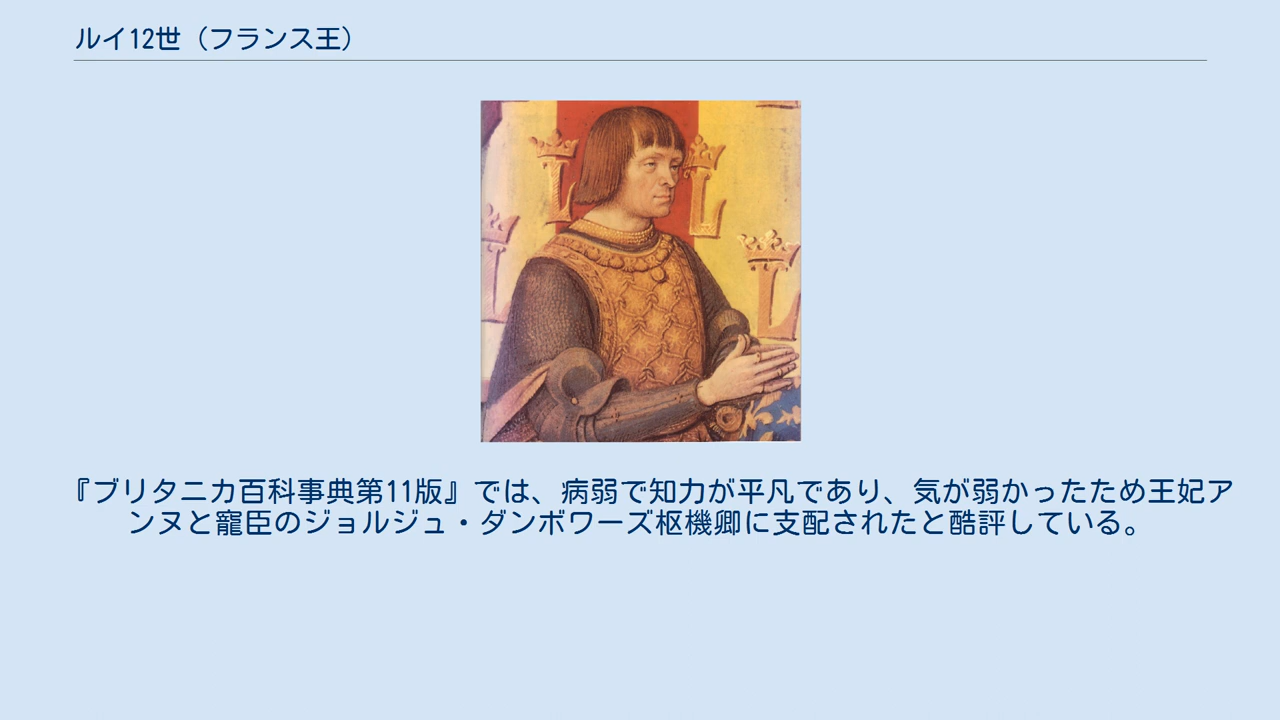 ルイ12世（フランス王）
L
L
L
L
『ブリタニカ百科事典第11版』では、病弱で知力が平凡であり、気が弱かったため王妃ア
ンヌと寵臣のジョルジュ・ダンボワーズ枢機卿に支配されたと酷評している。